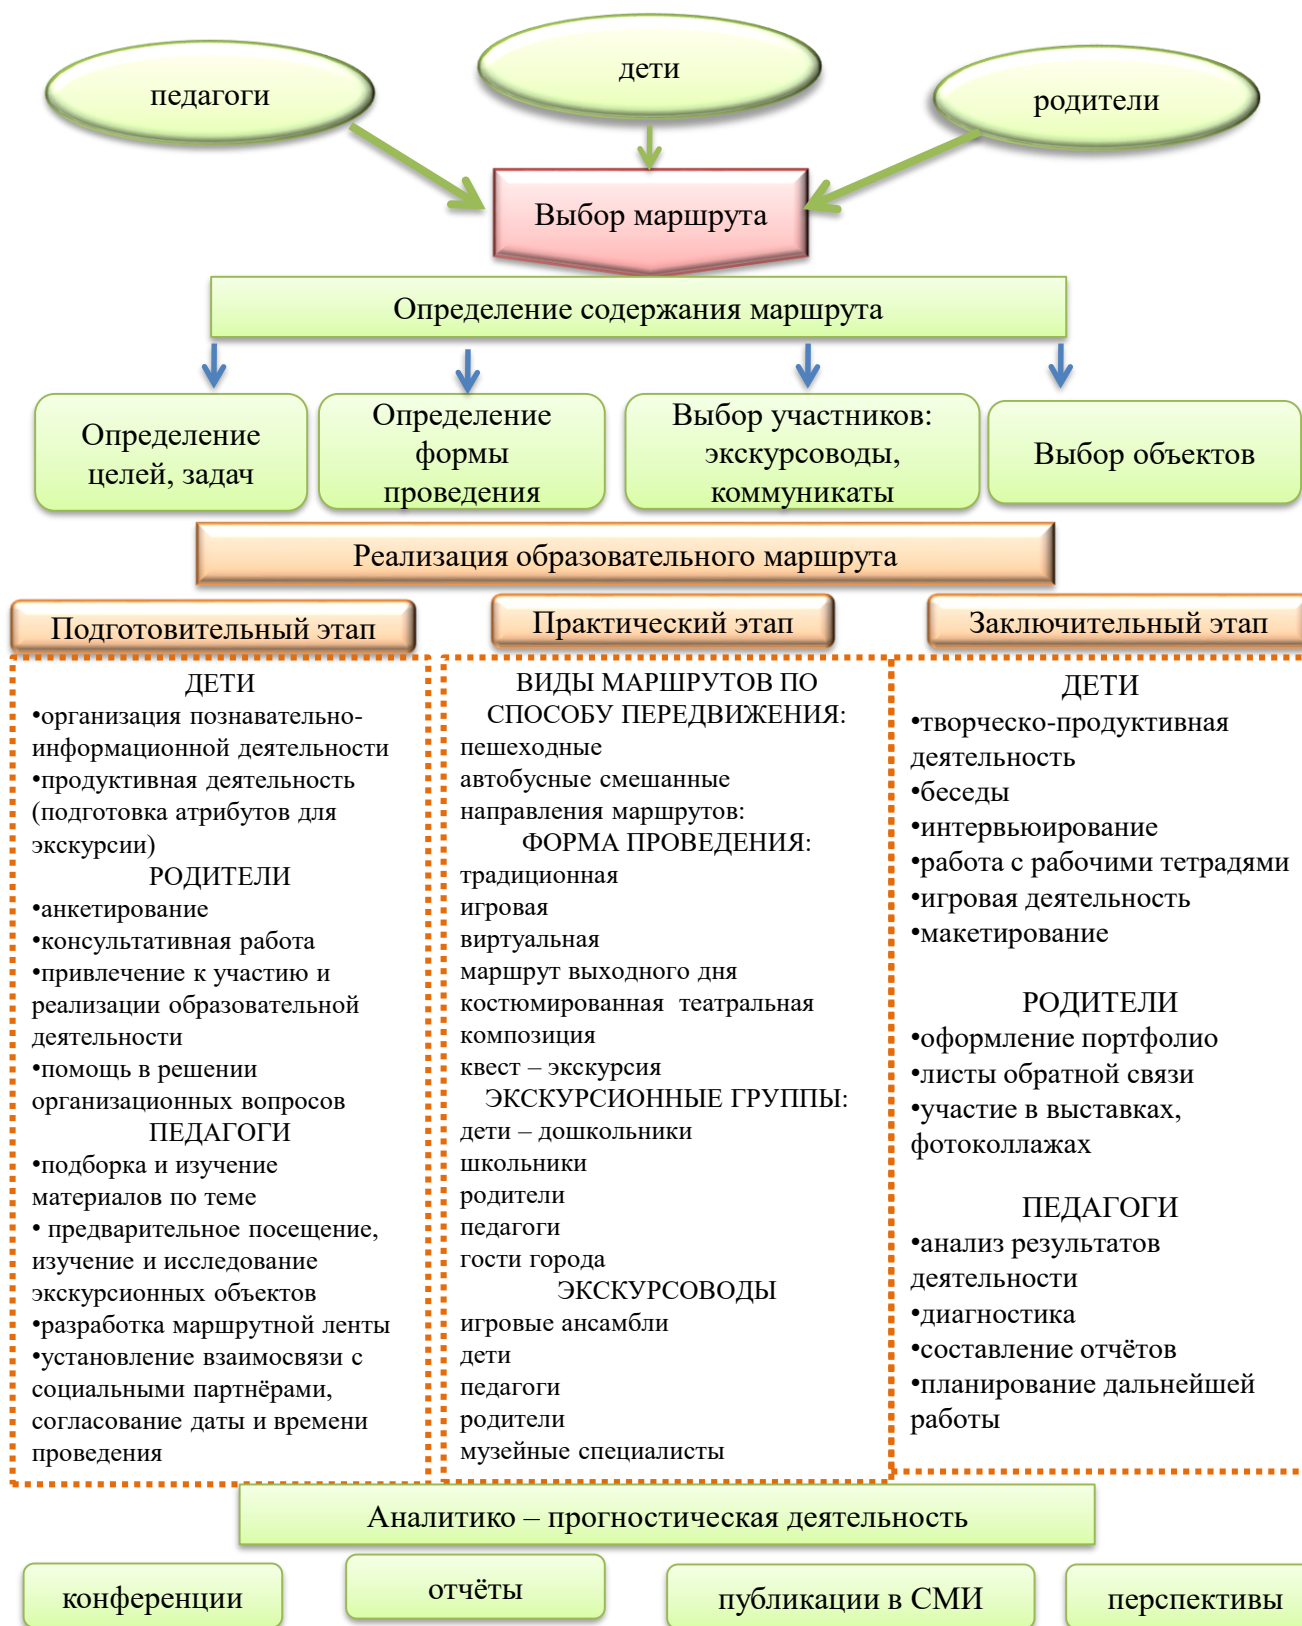 педагоги
дети
родители
Выбор маршрута
Определение содержания маршрута
Определение
целей, задач
Определение
формы
проведения
Выбор участников:
экскурсоводы,
коммуникаты
Выбор объектов
Реализация образовательного маршрута
Подготовительный этап
ДЕТИ
•организация познавательно-
информационной деятельности
•продуктивная деятельность
(подготовка атрибутов для
экскурсии)
РОДИТЕЛИ
•анкетирование
•консультативная работа
•привлечение к участию и
реализации образовательной
деятельности
•помощь в решении
организационных вопросов
ПЕДАГОГИ
•подборка и изучение
материалов по теме
• предварительное посещение,
изучение и исследование
экскурсионных объектов
•разработка маршрутной ленты
•установление взаимосвязи с
социальными партнёрами,
согласование даты и времени
проведения
Практический этап
ВИДЫ МАРШРУТОВ ПО
СПОСОБУ ПЕРЕДВИЖЕНИЯ:
пешеходные
автобусные смешанные
направления маршрутов:
ФОРМА ПРОВЕДЕНИЯ:
традиционная
игровая
виртуальная
маршрут выходного дня
костюмированная  театральная
композиция
квест – экскурсия
ЭКСКУРСИОННЫЕ ГРУППЫ:
дети – дошкольники
школьники
родители
педагоги
гости города
ЭКСКУРСОВОДЫ
игровые ансамбли
дети
педагоги
родители
музейные специалисты
Заключительный этап
ДЕТИ
•творческо-продуктивная
деятельность
•беседы
•интервьюирование
•работа с рабочими тетрадями
•игровая деятельность
•макетирование
РОДИТЕЛИ
•оформление портфолио
•листы обратной связи
•участие в выставках,
фотоколлажах
ПЕДАГОГИ
•анализ результатов
деятельности
•диагностика
•составление отчётов
•планирование дальнейшей
работы
Аналитико – прогностическая деятельность
конференции
отчёты
публикации в СМИ
перспективы